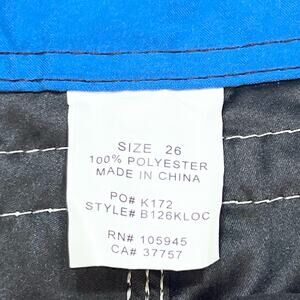 SIZE 26
100% POLYESTER
MADE IN CHINA
PO# K172
STYLE# B126KLOC
RN# 105945
CA# 37757